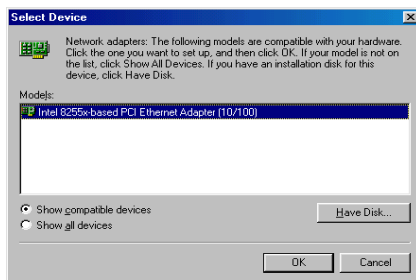 Select Device
Network adapters: The following models are compatible with your hardware.
Click the one you want to set up, and then click OK. If your model is not on
the list, click Show All Devices. If you have an installation disk for this
device, click Have Disk.
Models:
Intel 8255x-based PCI Ethernet Adapter (10/100)
Show compatible devices
Show all devices
Have Disk...
OK
Cancel